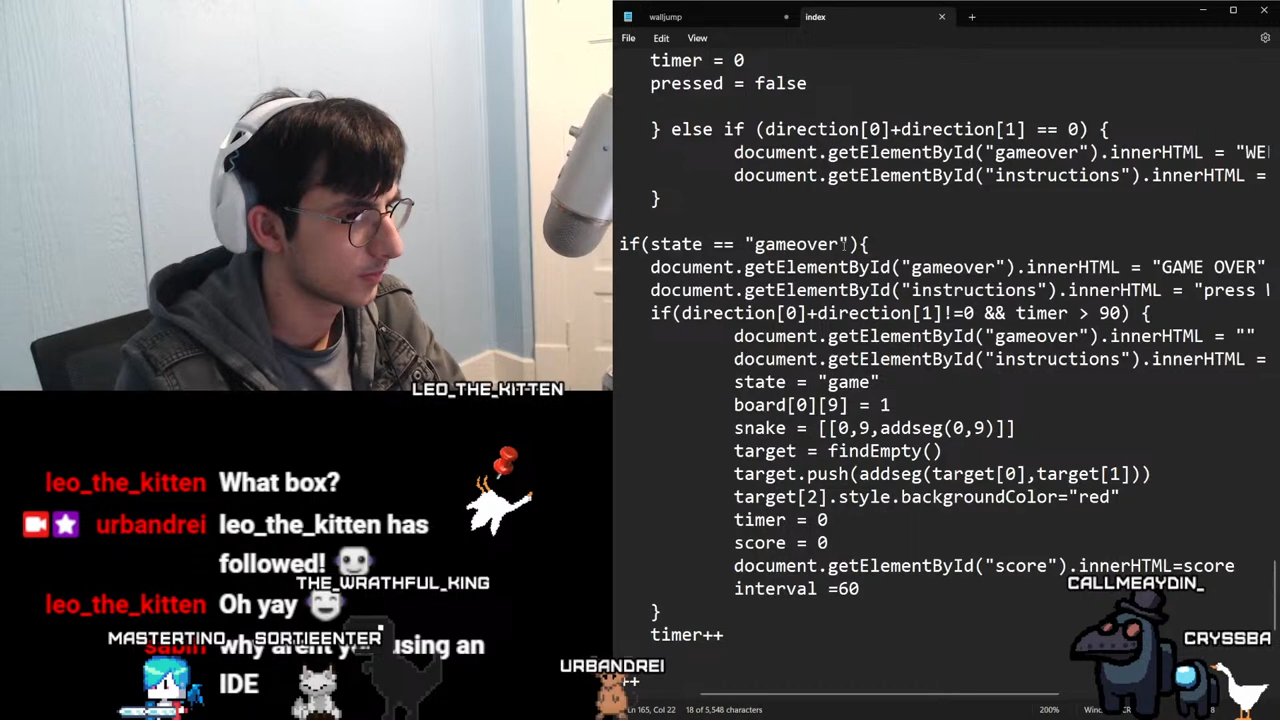 walljump
index
File
Edit
View
timer = 0
pressed = false
} else if (direction[0]+direction[1] == 0) {
document.getElementById("gameover").innerHTML = "WE
document.getElementById("instructions").innerHTML =
}
if(state == "gameover"){
document.getElementById("gameover").innerHTML = "GAME OVER"
document.getElementById("instructions").innerHTML = "press
if(direction[0]+direction[1]!=0 && timer > 90) {
document.getElementById("gameover").innerHTML = ""
document.getElementById("instructions").innerHTML =
state = "game"
board[0][9] = 1
snake = [[0,9,addseg(0,9)]]
target = findEmpty()
target.push(addseg(target[0],target[1]))
target[2].style.backgroundColor="red"
timer = 0
score = 0
document.getElementById("score").innerHTML=score
interval =60
}
timer++
++
Ln 165, Col 22
18 of 5,548 characters
200%
LEO_THE_KITTEN
leo_the_kitten What box?
urbandrei leo_the_kitten has
followed!
THE_WRATHFUL_KING
leo_the_kitten Oh yay
MASTERTINO_
SORTIEENTER
sabin why arent using an
IDE
URBANDREI
CALLMEAYDIN_
CRYSSBA